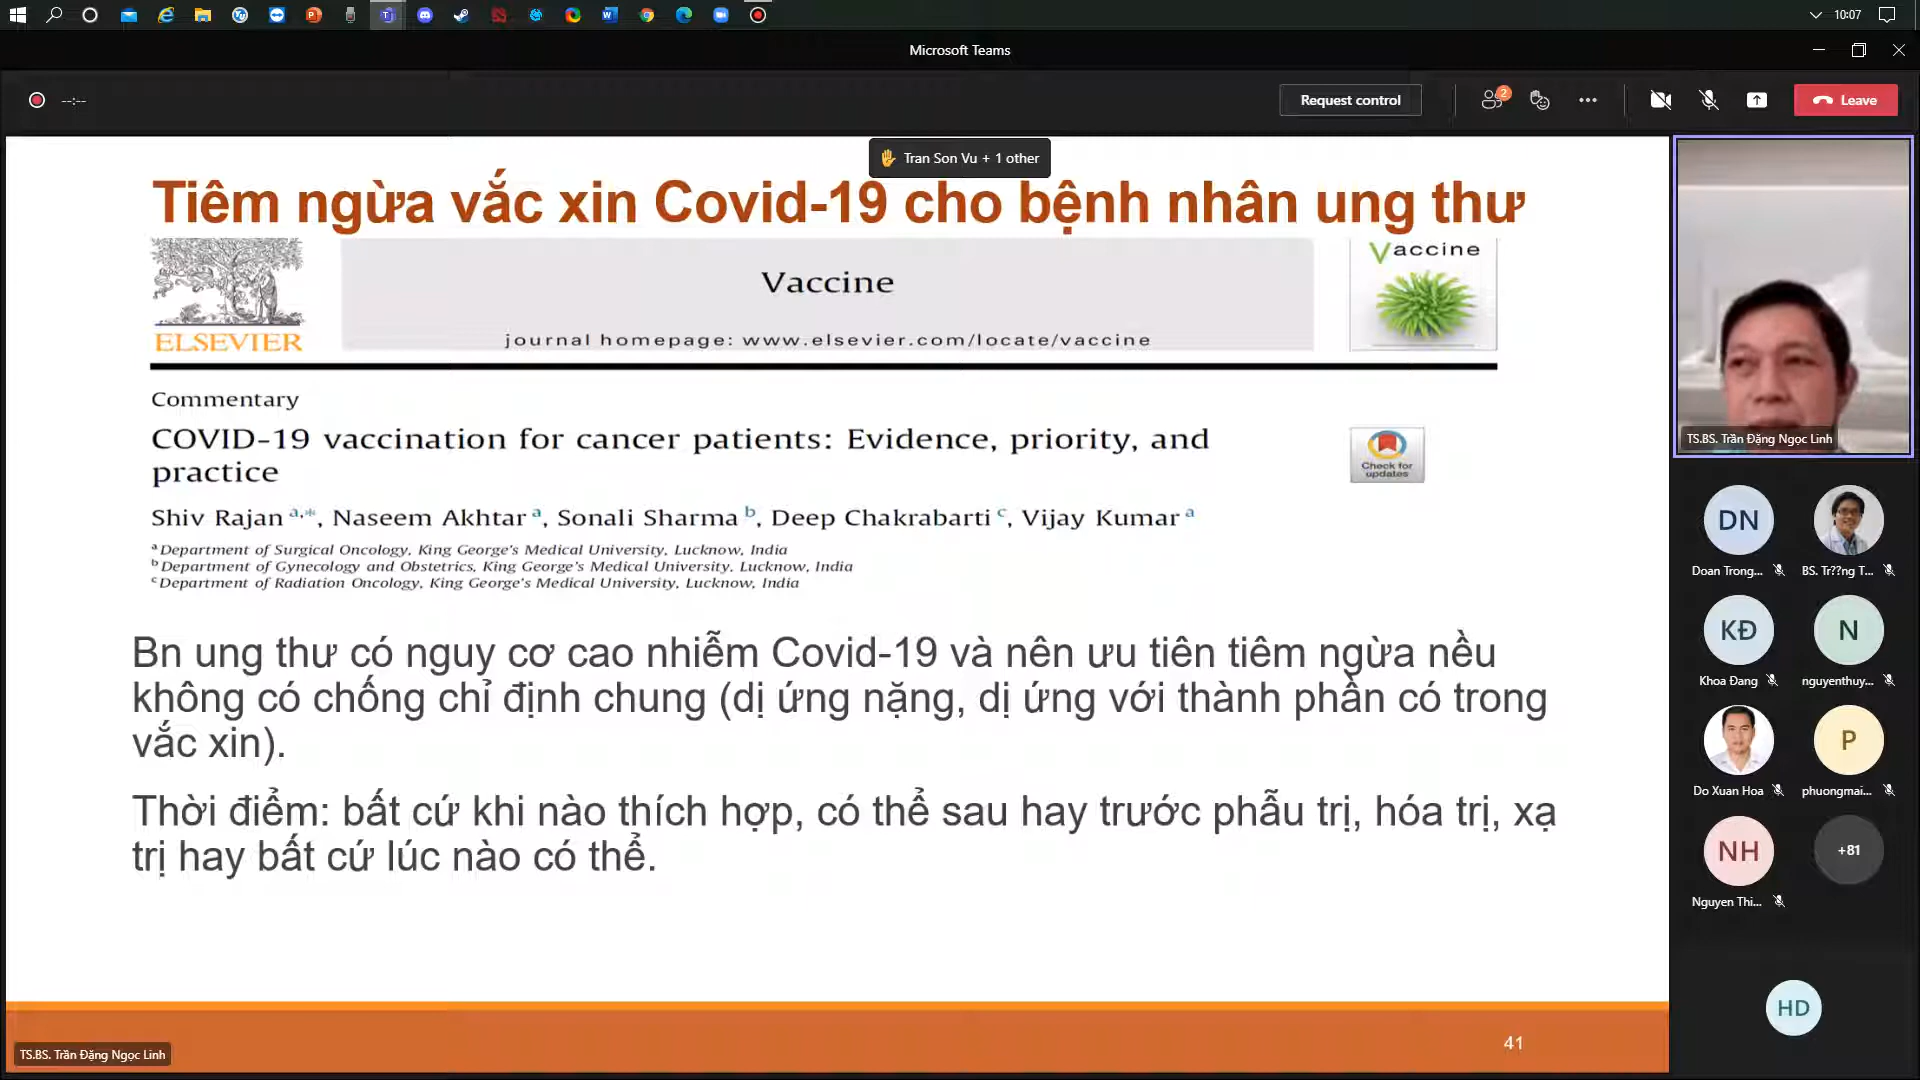 10:07
Microsoft Teams
--:--
Request control
2
Leave
Tran Son Vu + 1 other
Tiêm ngừa vắc xin Covid-19 cho bệnh nhân ung thư
ELSEVIER
Vaccine
journal homepage: www.elsevier.com/locate/vaccine
Vaccine
Commentary
COVID-19 vaccination for cancer patients: Evidence, priority, and
practice
Check for
updates
Shiv Rajan a,*, Naseem Akhtar a, Sonali Sharma b, Deep Chakrabarti c, Vijay Kumar a
a Department of Surgical Oncology, King George's Medical University, Lucknow, India
b Department of Gynecology and Obstetrics, King George's Medical University, Lucknow, India
c Department of Radiation Oncology, King George's Medical University, Lucknow, India
Bn ung thư có nguy cơ cao nhiễm Covid-19 và nên ưu tiên tiêm ngừa nều
không có chống chỉ định chung (dị ứng nặng, dị ứng với thành phần có trong
vắc xin).
Thời điểm: bất cứ khi nào thích hợp, có thể sau hay trước phẫu trị, hóa trị, xạ
trị hay bất cứ lúc nào có thể.
41
TS.BS. Trần Đặng Ngọc Linh
TS.BS. Trần Đặng Ngọc Linh
DN
Doan Trong...
BS. Tr??ng T...
KĐ
Khoa Đang
N
nguyenthuy...
Do Xuan Hoa
P
phuongmai...
NH
Nguyen Thi...
+81
HD